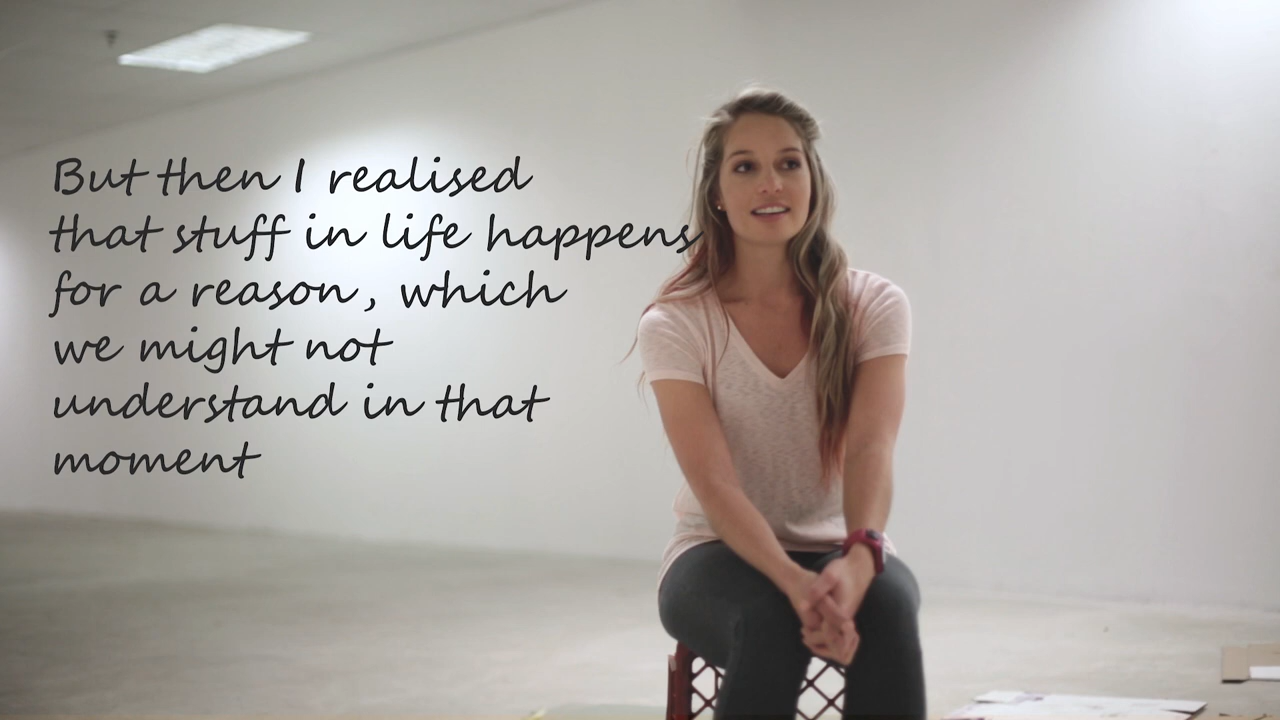 But then I realised
that stuff in life happens
for a reason, which
we might not
understand in that
moment